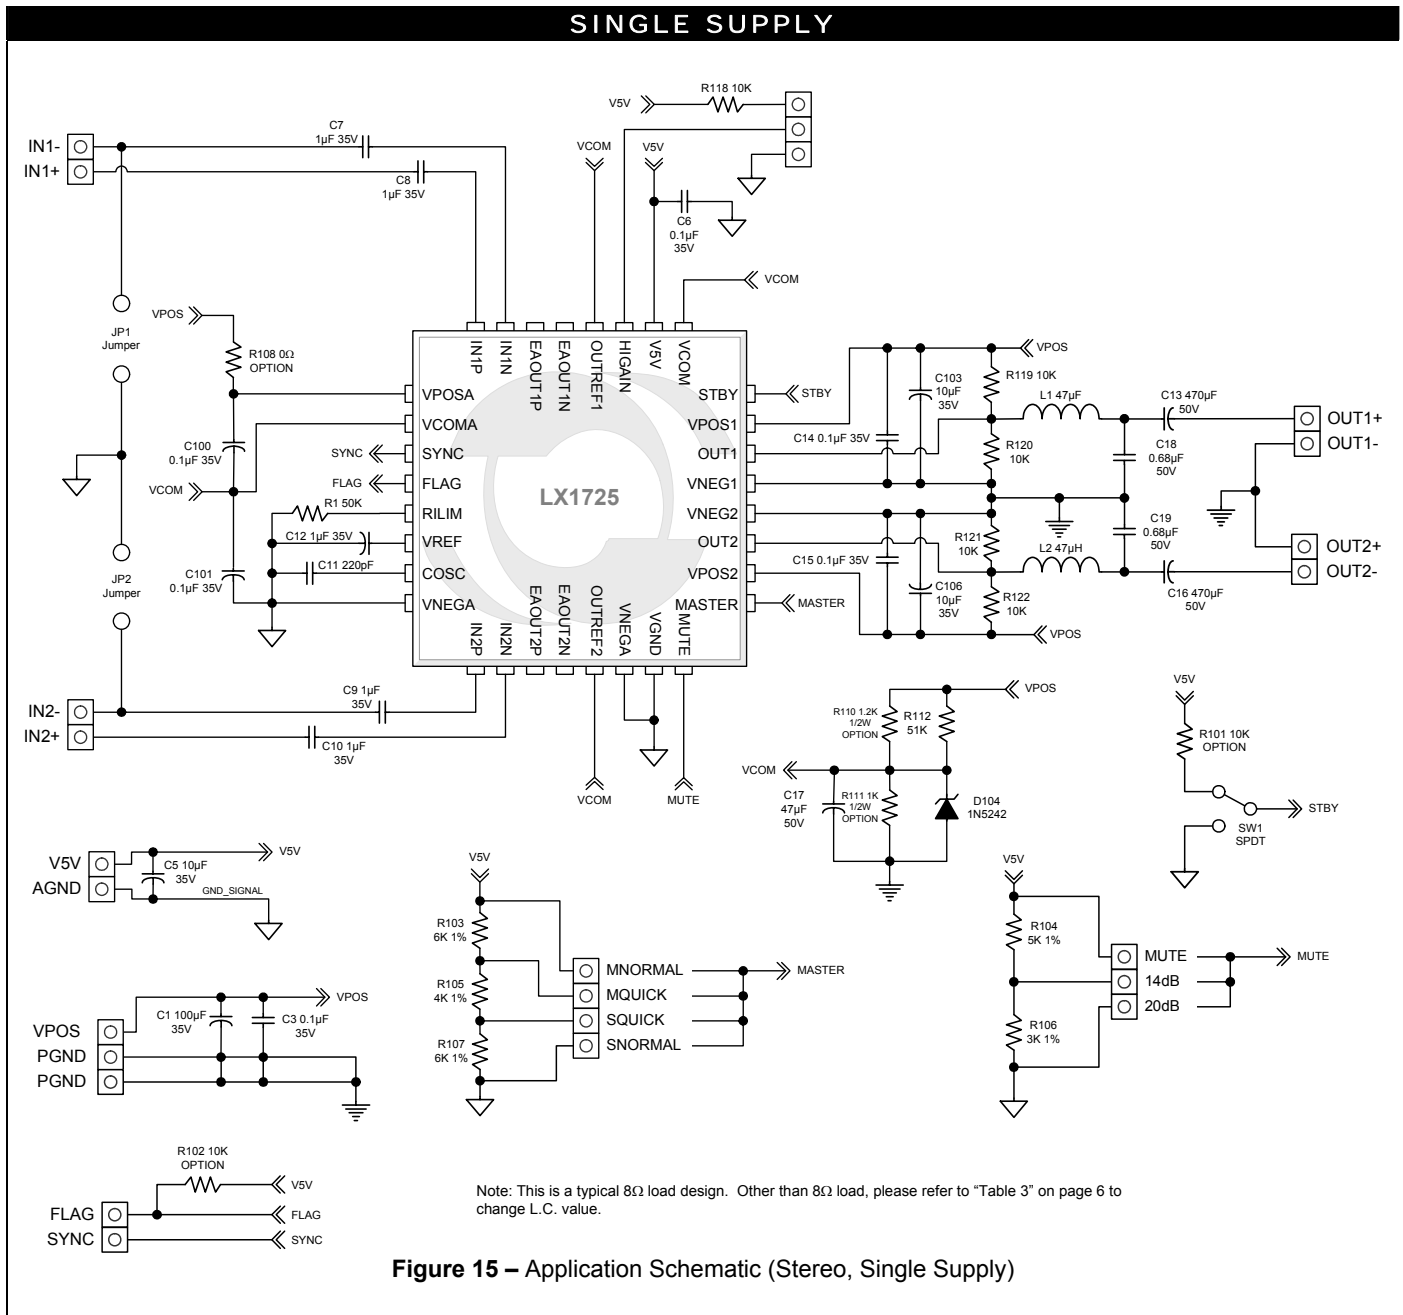 SINGLE SUPPLY
R118 10K
V5V
C7
1µF 35V
IN1-
IN1+
C8
1µF 35V
VCOM
V5V
C6
0.1µF
35V
VCOM
JP1
Jumper
VPOS
R108 0Ω
OPTION
C100
0.1µF 35V
VCOM
SYNC
FLAG
R1 50K
C12 1µF 35V
C11 220pF
C101
0.1µF 35V
JP2
Jumper
IN1P
IN1N
EAOUT1P
EAOUT1N
OUTREF1
HIGAIN
V5V
VCOM
VPOSA
VCOMA
SYNC
FLAG
RILIM
VREF
COSC
VNEGA
LX1725
STBY
VPOS1
OUT1
VNEG1
VNEG2
OUT2
VPOS2
MASTER
IN2P
IN2N
EAOUT2P
EAOUT2N
OUTREF2
VNEGA
VGND
MUTE
STBY
MASTER
VPOS
C103
10µF
35V
R119 10K
C14 0.1µF 35V
R120
10K
L1 47µF
C13 470µF
50V
C18
0.68µF
50V
OUT1+
OUT1-
C19
0.68µF
50V
R121
10K
L2 47µH
C15 0.1µF 35V
C106
10µF
35V
R122
10K
C16 470µF
50V
OUT2+
OUT2-
VPOS
IN2-
IN2+
C9 1µF
35V
C10 1µF
35V
VCOM
MUTE
VPOS
R110 1.2K
1/2W
OPTION
R112
51K
VCOM
C17
47µF
50V
R111 1K
1/2W
OPTION
D104
1N5242
V5V
R101 10K
OPTION
STBY
SW1
SPDT
V5V
AGND
C5 10µF
35V
V5V
GND_SIGNAL
V5V
R103
6K 1%
R105
4K 1%
R107
6K 1%
MNORMAL
MQUICK
SQUICK
SNORMAL
MASTER
V5V
R104
5K 1%
R106
3K 1%
MUTE
14dB
20dB
MUTE
VPOS
PGND
PGND
C1 100µF
35V
C3 0.1µF
35V
VPOS
R102 10K
OPTION
V5V
FLAG
FLAG
SYNC
SYNC
Note: This is a typical 8Ω load design. Other than 8Ω load, please refer to “Table 3” on page 6 to
change L.C. value.
Figure 15 – Application Schematic (Stereo, Single Supply)